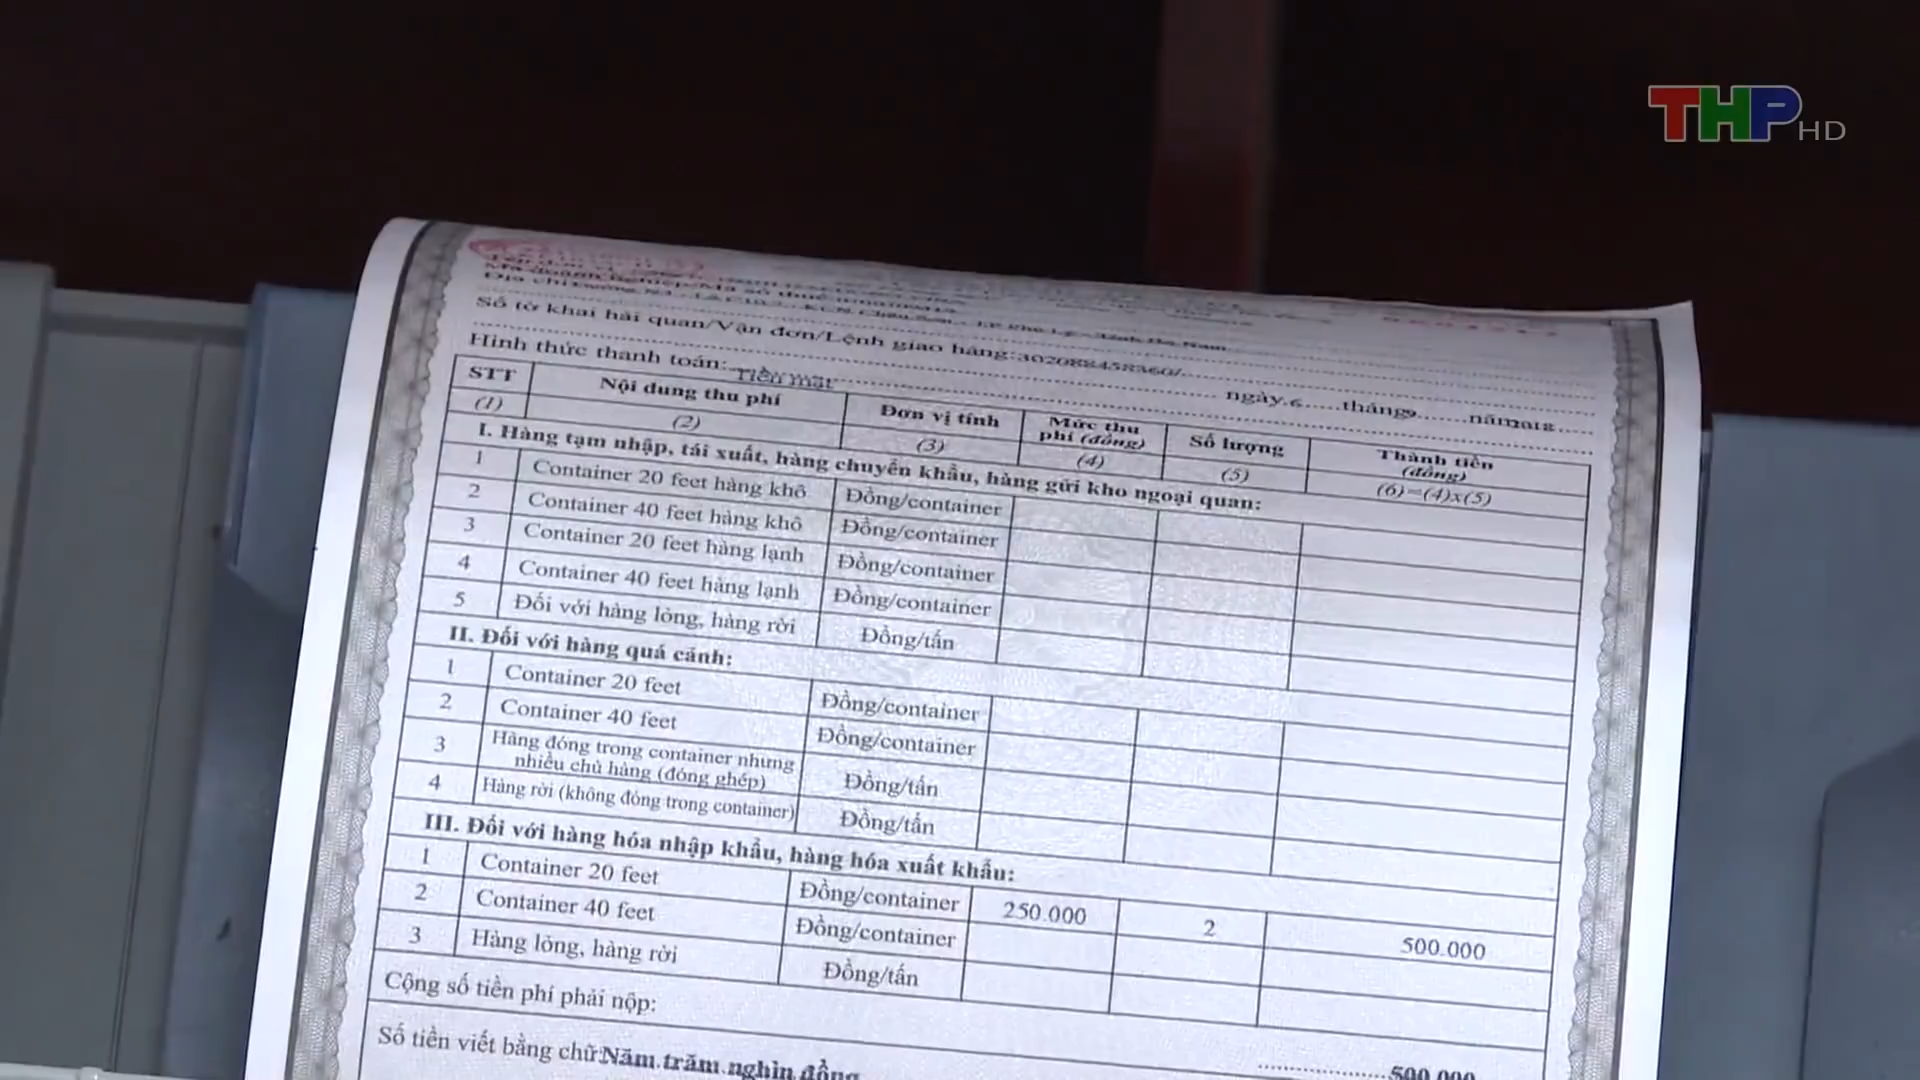 THP HD
Số tờ khai hải quan/Vận đơn/Lệnh giao hàng:302088458360/ ngày.6......tháng9.......năm2018
Hình thức thanh toán: Tiền mặt
STT Nội dung thu phí Đơn vị tính Mức thu phí (đồng) Số lượng Thành tiền (đồng)
(1) (2) (3) (4) (5) (6)=(4)x(5)
I. Hàng tạm nhập, tái xuất, hàng chuyển khẩu, hàng gửi kho ngoại quan:
1 Container 20 feet hàng khô Đồng/container
2 Container 40 feet hàng khô Đồng/container
3 Container 20 feet hàng lạnh Đồng/container
4 Container 40 feet hàng lạnh Đồng/container
5 Đối với hàng lỏng, hàng rời Đồng/tấn
II. Đối với hàng quá cảnh:
1 Container 20 feet Đồng/container
2 Container 40 feet Đồng/container
3 Hàng đóng trong container nhưng nhiều chủ hàng (đóng ghép) Đồng/tấn
4 Hàng rời (không đóng trong container) Đồng/tấn
III. Đối với hàng hóa nhập khẩu, hàng hóa xuất khẩu:
1 Container 20 feet Đồng/container 250.000 2 500.000
2 Container 40 feet Đồng/container
3 Hàng lỏng, hàng rời Đồng/tấn
Cộng số tiền phí phải nộp: 500.000
Số tiền viết bằng chữ Năm trăm nghìn đồng